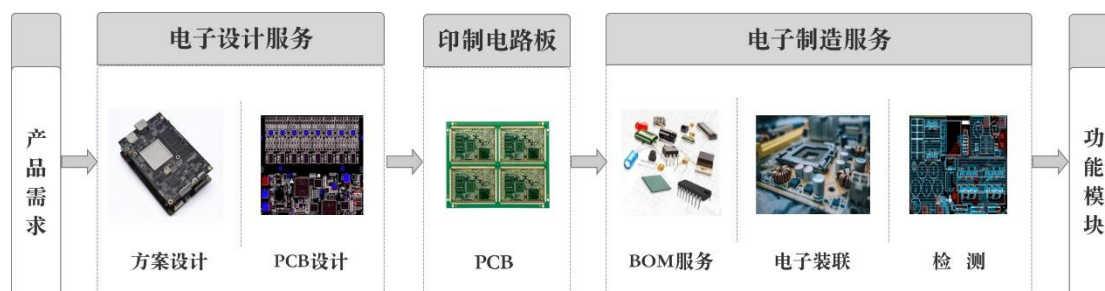 电子设计服务
印制电路板
电子制造服务
产品需求
方案设计
PCB设计
PCB
BOM服务
电子装联
检 测
功能模块